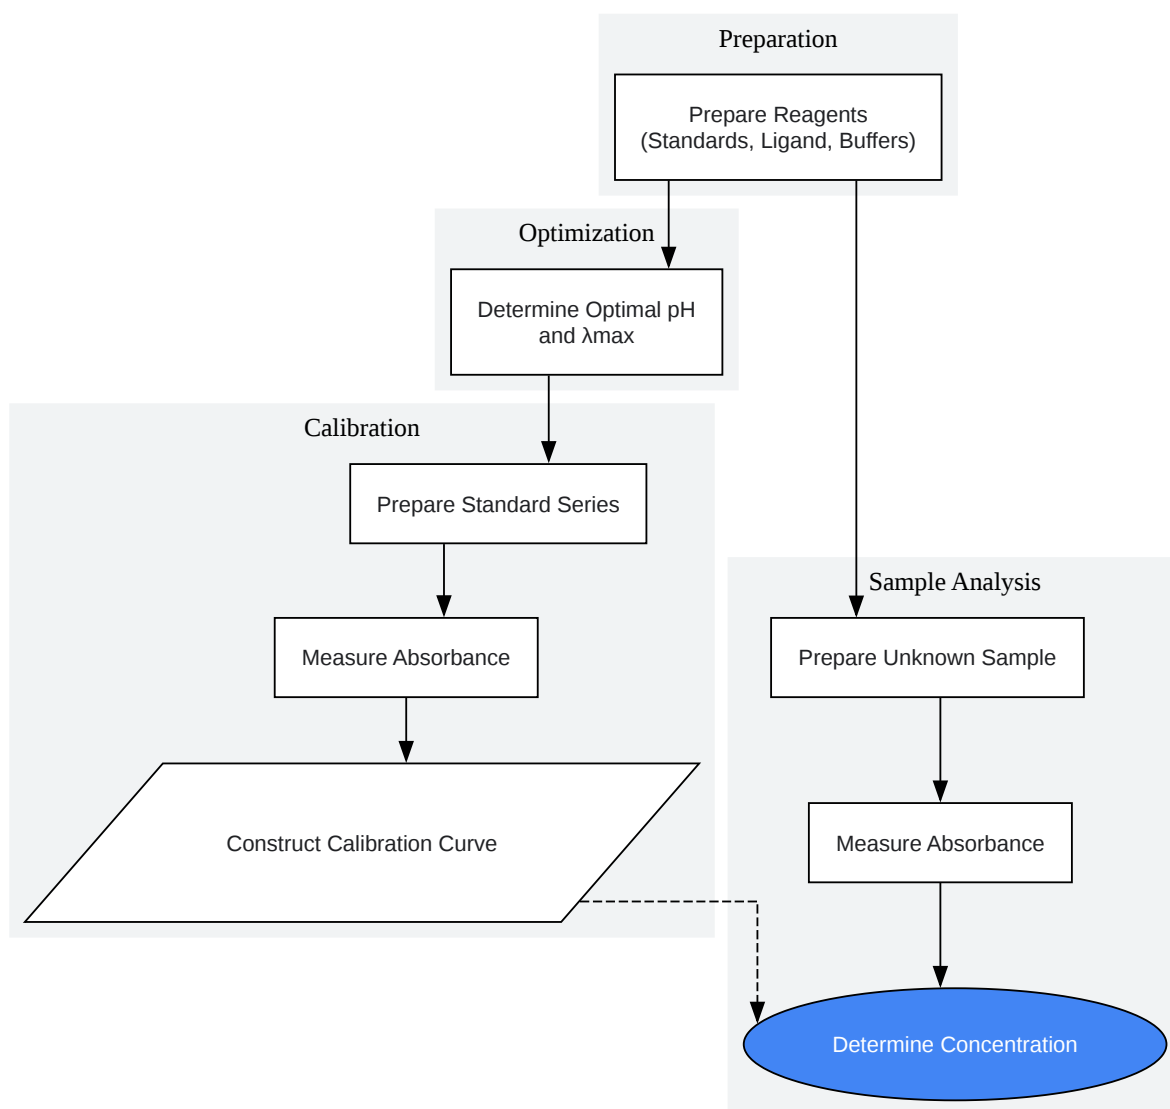 Preparation
Prepare Reagents
(Standards, Ligand, Buffers)
Optimization
Determine Optimal pH
and λmax
Calibration
Prepare Standard Series
Measure Absorbance
Construct Calibration Curve
Sample Analysis
Prepare Unknown Sample
Measure Absorbance
Determine Concentration